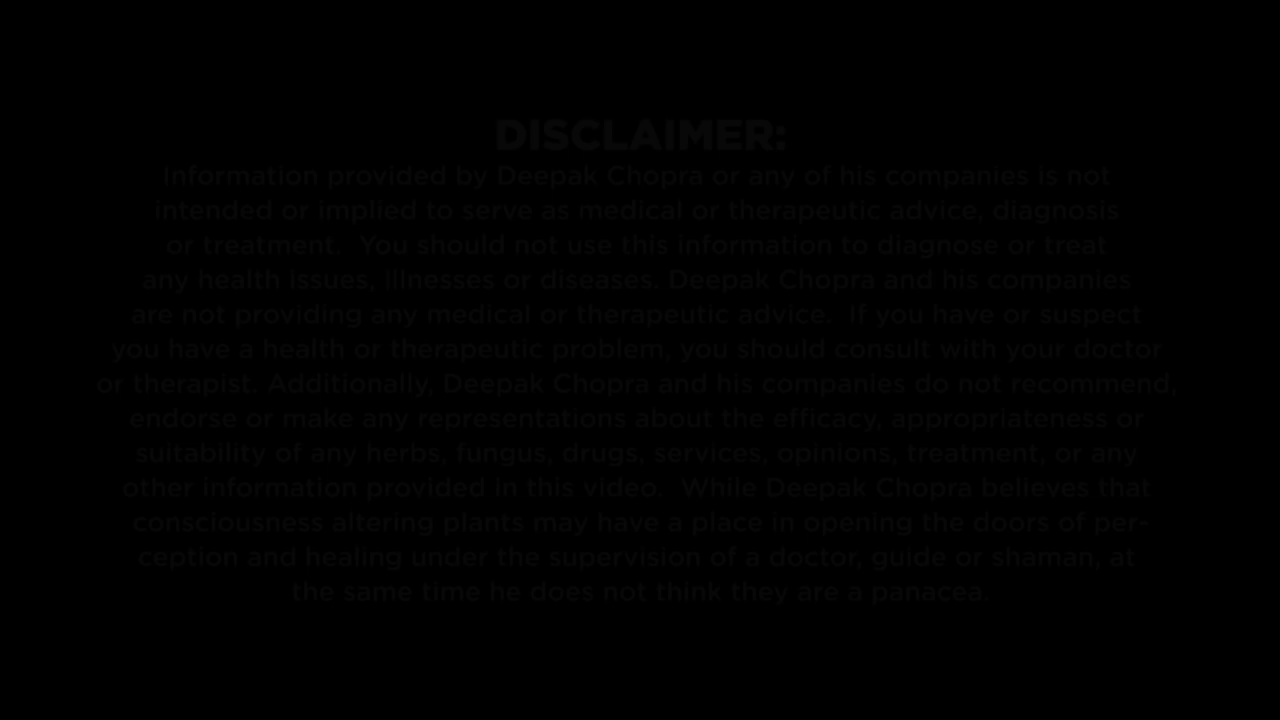 DISCLAIMER:
Information provided by Deepak Chopra or any of his companies is not
intended or implied to serve as medical or therapeutic advice, diagnosis
or treatment.  You should not use this information to diagnose or treat
any health issues, illnesses or diseases. Deepak Chopra and his companies
are not providing any medical or therapeutic advice.  If you have or suspect
you have a health or therapeutic problem, you should consult with your doctor
or therapist. Additionally, Deepak Chopra and his companies do not recommend,
endorse or make any representations about the efficacy, appropriateness or
suitability of any herbs, fungus, drugs, services, opinions, treatment, or any
other information provided in this video.  While Deepak Chopra believes that
consciousness altering plants may have a place in opening the doors of per-
ception and healing under the supervision of a doctor, guide or shaman, at
the same time he does not think they are a panacea.